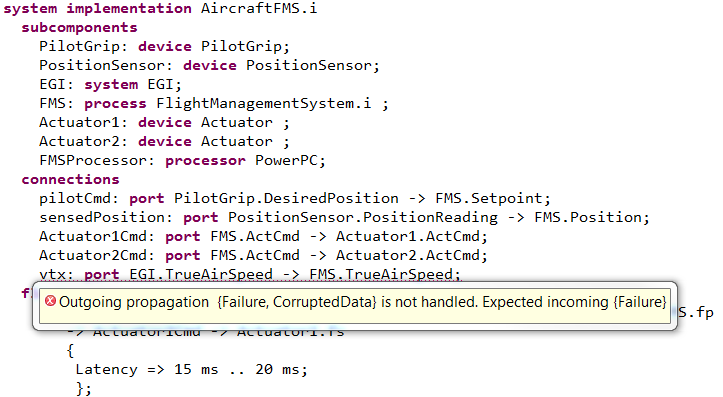 system implementation AircraftFMS.i
subcomponents
PilotGrip: device PilotGrip;
PositionSensor: device PositionSensor;
EGI: system EGI;
FMS: process FlightManagementSystem.i ;
Actuator1: device Actuator ;
Actuator2: device Actuator ;
FMSProcessor: processor PowerPC;
connections
pilotCmd: port PilotGrip.DesiredPosition -> FMS.Setpoint;
sensedPosition: port PositionSensor.PositionReading -> FMS.Position;
Actuator1Cmd: port FMS.ActCmd -> Actuator1.ActCmd;
Actuator2Cmd: port FMS.ActCmd -> Actuator2.ActCmd;
vtx: port EGI.TrueAirSpeed -> FMS.TrueAirSpeed;
Outgoing propagation {Failure, CorruptedData} is not handled. Expected incoming {Failure}
S.fp
-> Actuator1Cmd -> Actuator1.fs
{
Latency => 15 ms .. 20 ms;
};